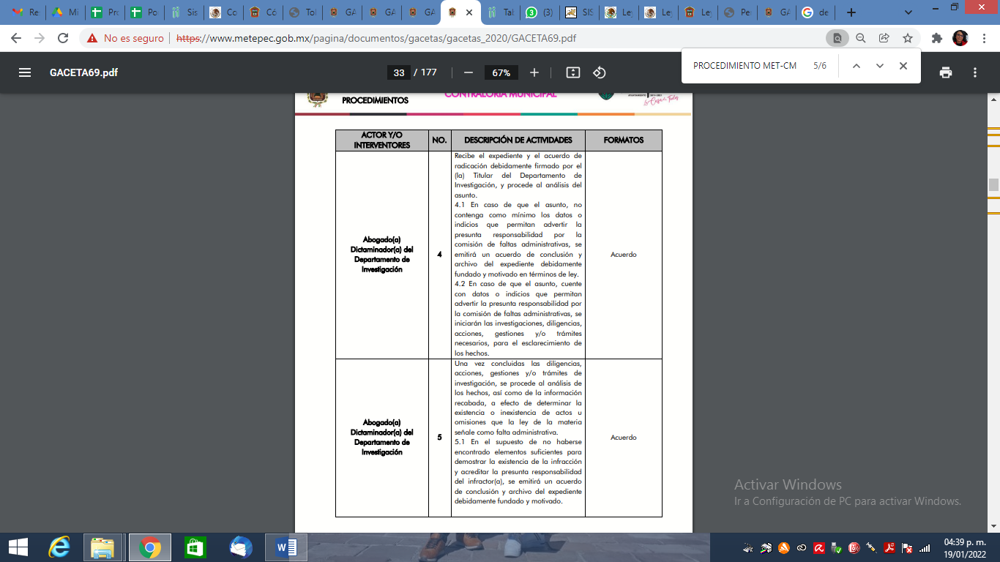 Re
Mi
Pro
Po
Sis
Co
Có
Tol
GA
GA
GA
Tal
(3)
SIS
Le
Ley
Le
Pe
GA
de
No es seguro
https://www.metepec.gob.mx/pagina/documentos/gacetas/gacetas_2020/GACETA69.pdf
GACETA69.pdf
33 / 177
67%
PROCEDIMIENTO MET-CM 5/6
PROCEDIMIENTOS
CONTRALORÍA MUNICIPAL
La Casa de Todos
ACTOR Y/O
INTERVENTORES
NO.
DESCRIPCIÓN DE ACTIVIDADES
FORMATOS
Abogado(a)
Dictaminador(a) del
Departamento de
Investigación
4
Recibe el expediente y el acuerdo de
radicación debidamente firmado por el
(la) Titular del Departamento de
Investigación, y procede al análisis del
asunto.
4.1 En caso de que el asunto, no
contenga como mínimo los datos o
indicios que permitan advertir la
presunta responsabilidad por la
comisión de faltas administrativas, se
emitirá un acuerdo de conclusión y
archivo del expediente debidamente
fundado y motivado en términos de ley.
4.2 En caso de que el asunto, cuente
con datos o indicios que permitan
advertir la presunta responsabilidad por
la comisión de faltas administrativas, se
iniciarán las investigaciones, diligencias,
acciones, gestiones y/o trámites
necesarios, para el esclarecimiento de
los hechos.
Acuerdo
Abogado(a)
Dictaminador(a) del
Departamento de
Investigación
5
Una vez concluidas las diligencias,
acciones, gestiones y/o trámites de
investigación, se procede al análisis de
los hechos, así como de la información
recabada, a efecto de determinar la
existencia o inexistencia de actos u
omisiones que la ley de la materia
señale como falta administrativa.
5.1 En el supuesto de no haberse
encontrado elementos suficientes para
demostrar la existencia de la infracción
y acreditar la presunta responsabilidad
del infractor(a), se emitirá un acuerdo
de conclusión y archivo del expediente
debidamente fundado y motivado.
Acuerdo
Activar Windows
Ir a Configuración de PC para activar Windows.
04:39 p. m.
19/01/2022